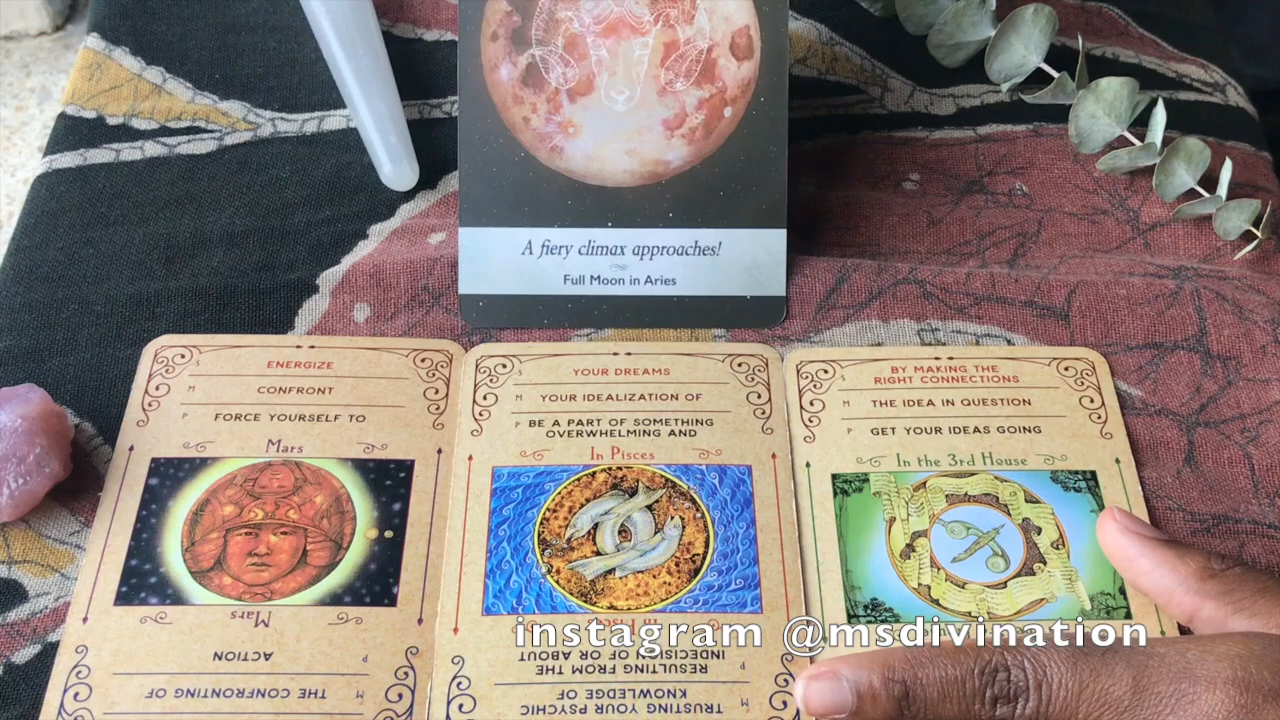 A fiery climax approaches!
Full Moon in Aries
S ENERGIZE
M CONFRONT
P FORCE YOURSELF TO
Mars
Mars
P ACTION
M THE CONFRONTING OF
S YOUR DREAMS
M YOUR IDEALIZATION OF
P BE A PART OF SOMETHING
OVERWHELMING AND
In Pisces
In Pisces
INDECISION OF OR ABOUT
P RESULTING FROM THE
KNOWLEDGE OF
M TRUSTING YOUR PSYCHIC
S BY MAKING THE
RIGHT CONNECTIONS
M THE IDEA IN QUESTION
P GET YOUR IDEAS GOING
In the 3rd House
instagram @msdivination